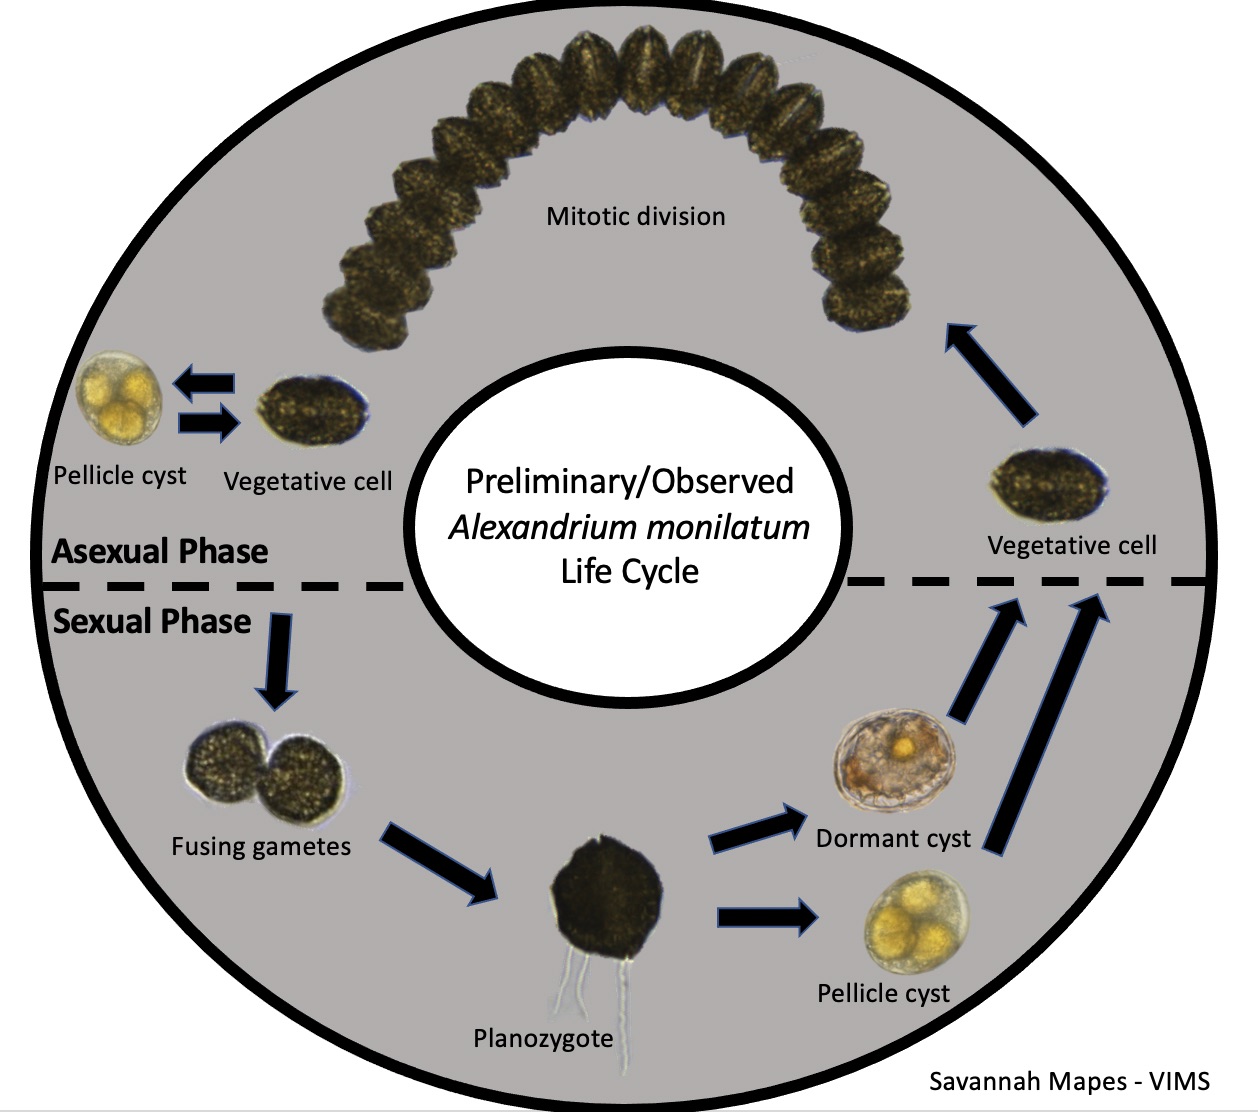 Mitotic division
Pellicle cyst
Vegetative cell
Preliminary/Observed
Alexandrium monilatum
Life Cycle
Vegetative cell
Asexual Phase
Sexual Phase
Fusing gametes
Dormant cyst
Pellicle cyst
Planozygote
Savannah Mapes - VIMS